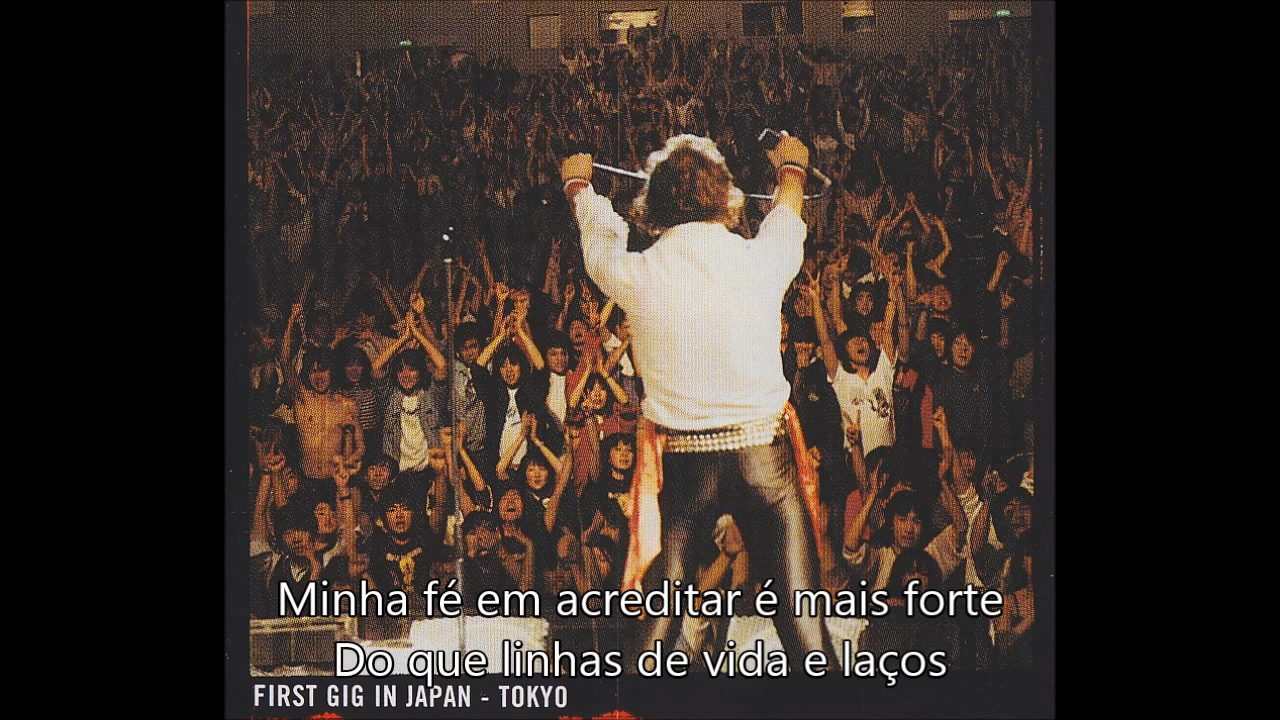 Minha fé em acreditar é mais forte
Do que linhas de vida e laços
FIRST GIG IN JAPAN - TOKYO